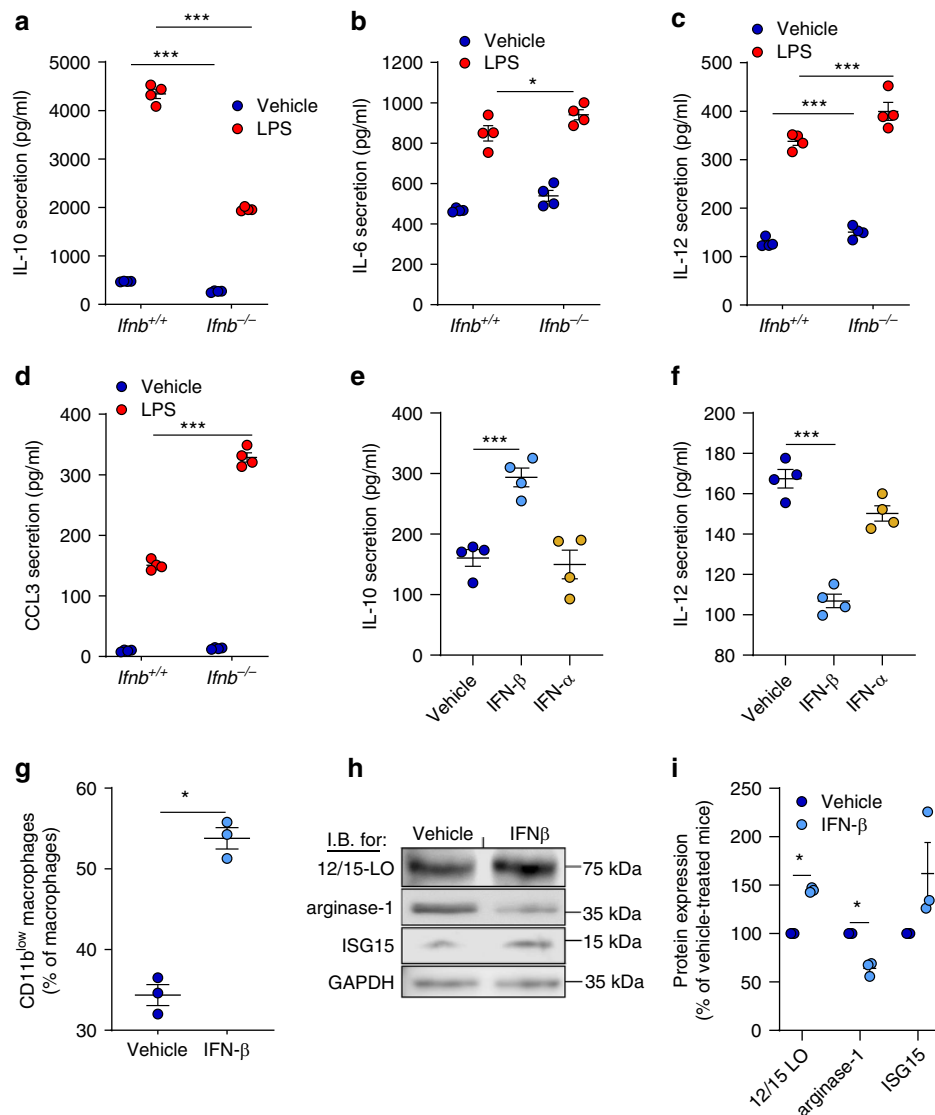 a
***
***
5000
4000
3000
2000
1000
0
IL-10 secretion (pg/ml)
Vehicle
LPS
Ifnb+/+ Ifnb–/–
b
Vehicle
LPS
*
1200
1000
800
600
400
200
0
IL-6 secretion (pg/ml)
Ifnb+/+ Ifnb–/–
c
Vehicle
LPS
***
***
500
400
300
200
100
0
IL-12 secretion (pg/ml)
Ifnb+/+ Ifnb–/–
d
Vehicle
LPS
***
400
300
200
100
0
CCL3 secretion (pg/ml)
Ifnb+/+ Ifnb–/–
e
***
400
300
200
100
0
IL-10 secretion (pg/ml)
Vehicle
IFN-β
IFN-α
f
***
200
180
160
140
120
100
80
IL-12 secretion (pg/ml)
Vehicle
IFN-β
IFN-α
g
*
60
50
40
30
CD11blow macrophages
(% of macrophages)
Vehicle IFN-β
h
I.B. for: Vehicle IFNβ
12/15-LO 75 kDa
arginase-1 35 kDa
ISG15 15 kDa
GAPDH 35 kDa
i
Vehicle
IFN-β
*
*
250
200
150
100
50
0
Protein expression
(% of vehicle-treated mice)
12/15 LO
arginase-1
ISG15